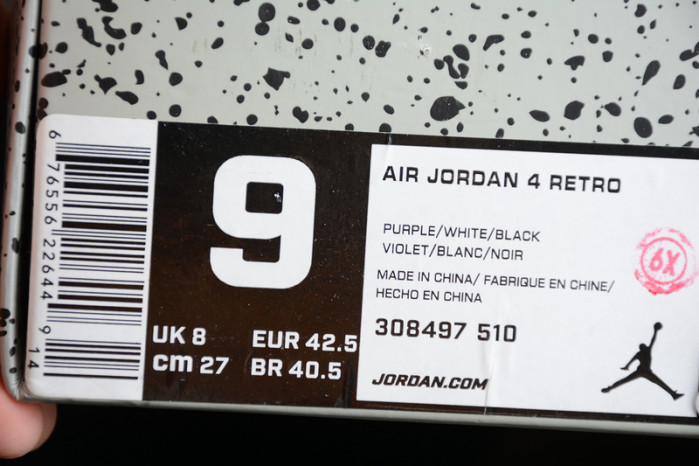 6 76556 22644 9 14
9
UK 8 EUR 42.5
cm 27 BR 40.5
AIR JORDAN 4 RETRO
PURPLE/WHITE/BLACK
VIOLET/BLANC/NOIR
MADE IN CHINA/ FABRIQUE EN CHINE/
HECHO EN CHINA
308497 510
JORDAN.COM
6X